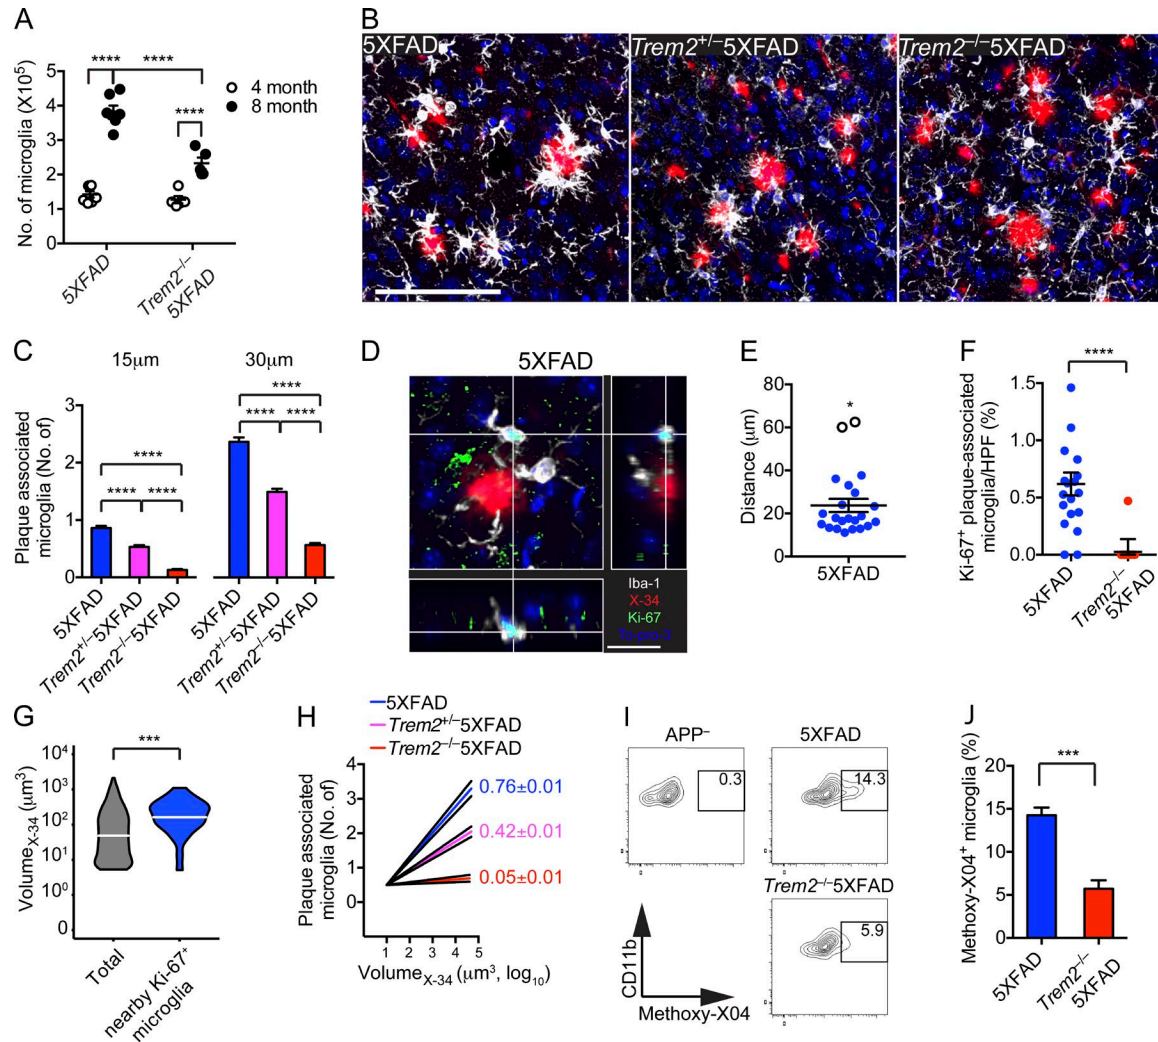 A
No. of microglia (X10⁵)
5
4
3
2
1
0
****
****
****
4 month
8 month
5XFAD
Trem2⁻/⁻
5XFAD
B
5XFAD
Trem2⁺/⁻5XFAD
Trem2⁻/⁻5XFAD
C
15µm
30µm
Plaque associated
microglia (No. of)
3
2
1
0
****
****
****
****
****
****
5XFAD
Trem2⁺/⁻5XFAD
Trem2⁻/⁻5XFAD
5XFAD
Trem2⁺/⁻5XFAD
Trem2⁻/⁻5XFAD
D
5XFAD
Iba-1
X-34
Ki-67
To-pro-3
E
Distance (µm)
80
60
40
20
0
*
5XFAD
F
Ki-67⁺ plaque-associated
microglia/HPF (%)
1.5
1.0
0.5
0.0
****
5XFAD
Trem2⁻/⁻
5XFAD
G
Volume X-34 (µm³)
10⁴
10³
10²
10¹
10⁰
0
***
Total
nearby Ki-67⁺
microglia
H
5XFAD
Trem2⁺/⁻5XFAD
Trem2⁻/⁻5XFAD
Plaque associated
microglia (No. of)
4
3
2
1
0
0.76±0.01
0.42±0.01
0.05±0.01
1 2 3 4 5
Volume X-34 (µm³, log₁₀)
I
APP⁻
5XFAD
0.3
14.3
Trem2⁻/⁻5XFAD
5.9
CD11b
Methoxy-X04
J
Methoxy-X04⁺ microglia (%)
20
15
10
5
0
***
5XFAD
Trem2⁻/⁻
5XFAD